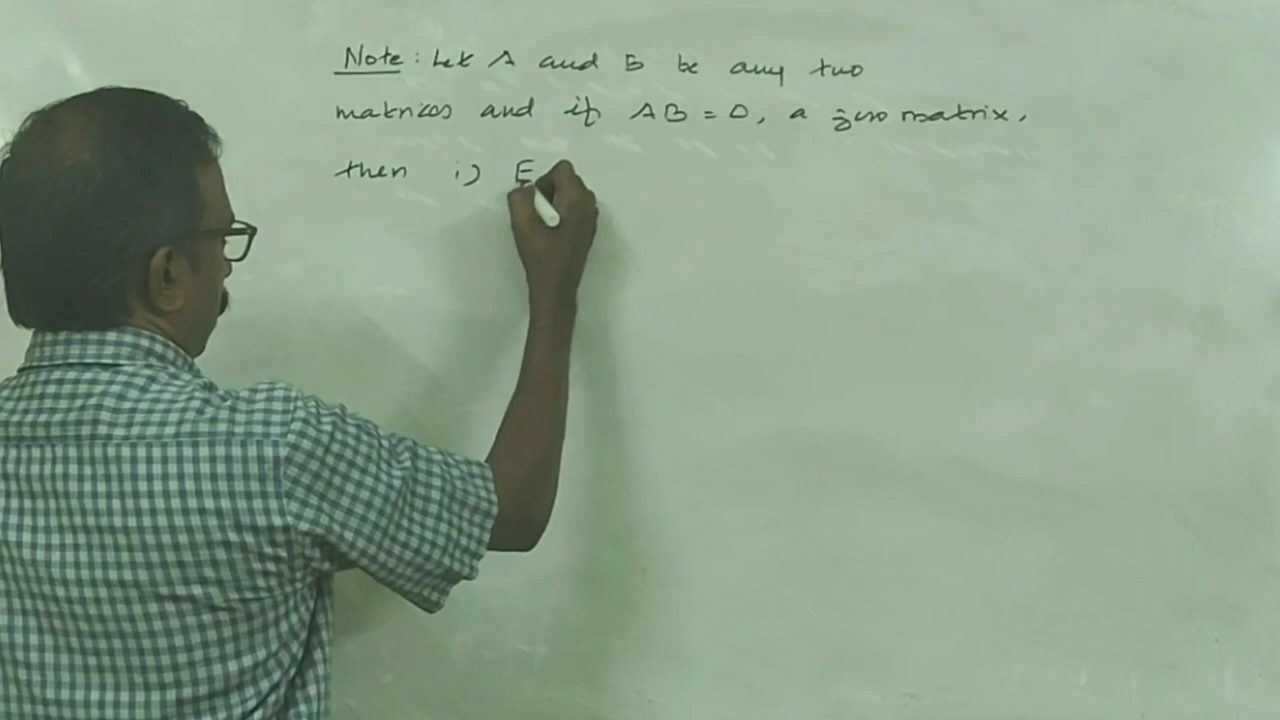 Note: Let A and B be any two
matrices and if AB = 0, a zero matrix,
then i) E